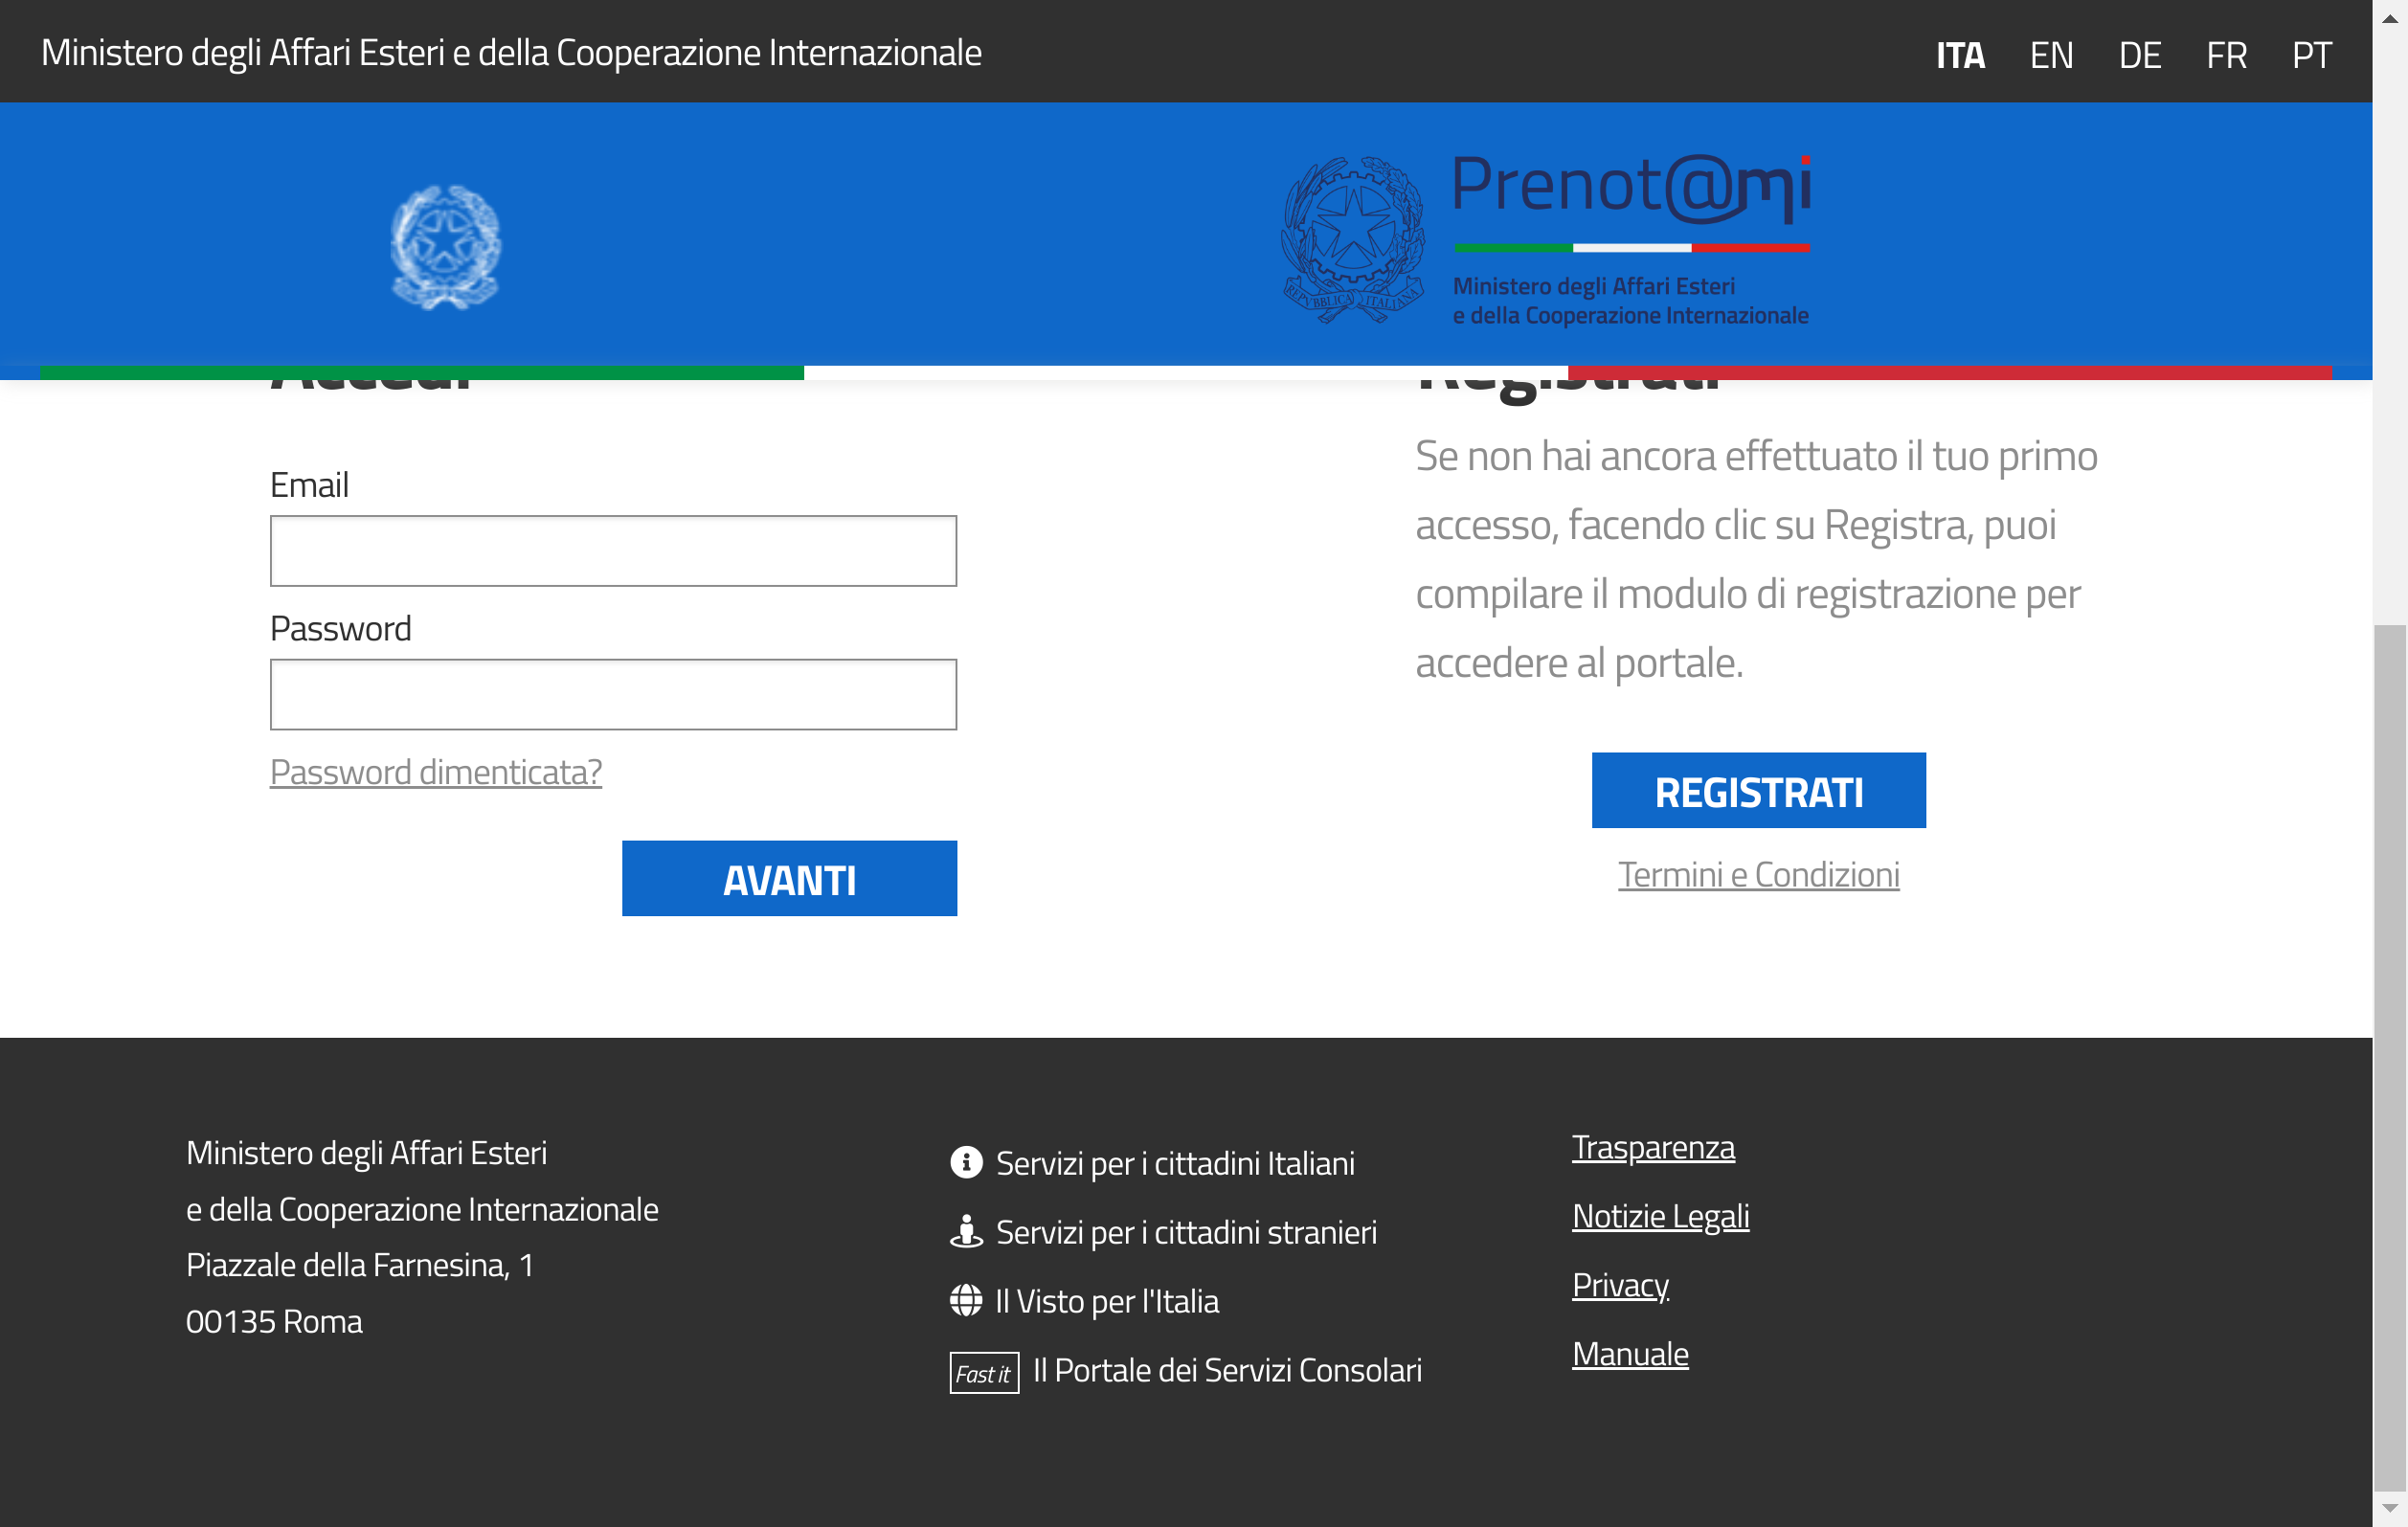 Ministero degli Affari Esteri e della Cooperazione Internazionale
ITA EN DE FR PT
Prenot@mi
REPVBBLICA ITALIANA
Ministero degli Affari Esteri
e della Cooperazione Internazionale
Accedi
Email
Password
Password dimenticata?
AVANTI
Registrati
Se non hai ancora effettuato il tuo primo
accesso, facendo clic su Registra, puoi
compilare il modulo di registrazione per
accedere al portale.
REGISTRATI
Termini e Condizioni
Ministero degli Affari Esteri
e della Cooperazione Internazionale
Piazzale della Farnesina, 1
00135 Roma
Servizi per i cittadini Italiani
Servizi per i cittadini stranieri
Il Visto per l'Italia
Fast it Il Portale dei Servizi Consolari
Trasparenza
Notizie Legali
Privacy
Manuale